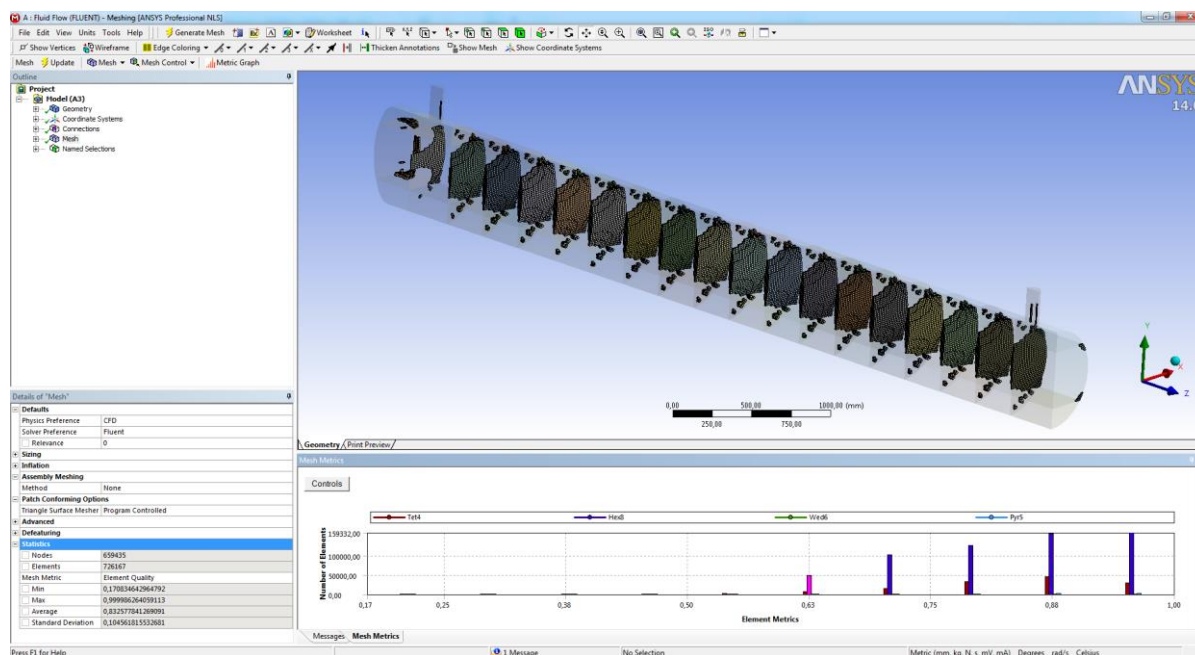 A : Fluid Flow (FLUENT) - Meshing [ANSYS Professional NLS]
File Edit View Units Tools Help Generate Mesh Worksheet
Show Vertices Wireframe Edge Coloring Thicken Annotations Show Mesh Show Coordinate Systems
Mesh Update Mesh Mesh Control Metric Graph
Outline
Project
Model (A3)
Geometry
Coordinate Systems
Connections
Mesh
Named Selections
ANSYS
14.0
Y
X
Z
0,00 500,00 1000,00 (mm)
250,00 750,00
Geometry Print Preview
Details of "Mesh"
Defaults
Physics Preference CFD
Solver Preference Fluent
Relevance 0
Sizing
Inflation
Assembly Meshing
Method None
Patch Conforming Options
Triangle Surface Mesher Program Controlled
Advanced
Defeaturing
Statistics
Nodes 659435
Elements 726167
Mesh Metric Element Quality
Min 0,170834642964792
Max 0,999986264059113
Average 0,832577841269091
Standard Deviation 0,104561815532681
Mesh Metrics
Controls
Tet4 Hex8 Wed6 Pyr5
Number of Elements
159332,00
100000,00
50000,00
0,00
0,17 0,25 0,38 0,50 0,63 0,75 0,88 1,00
Element Metrics
Messages Mesh Metrics
Press F1 for Help 1 Message No Selection Metric (mm, kg, N, s, mV, mA) Degrees rad/s Celsius